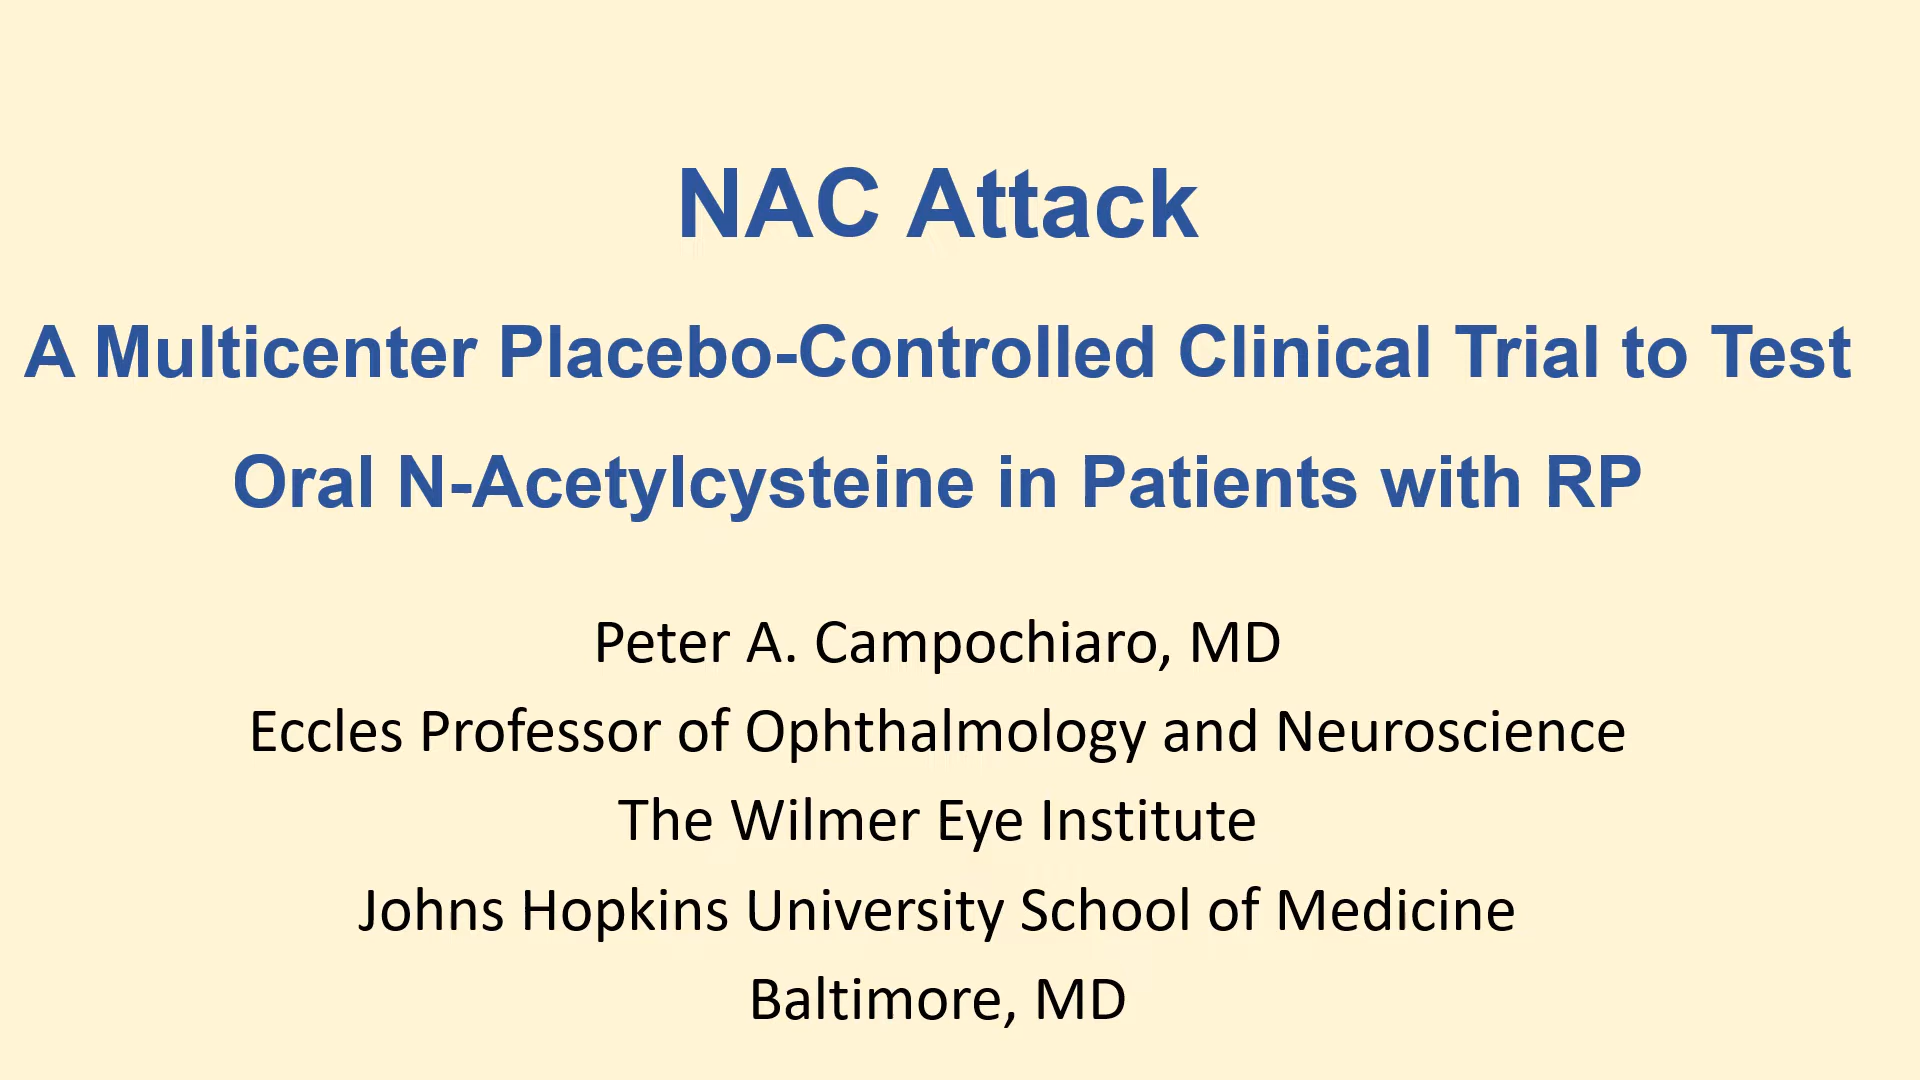 NAC Attack
A Multicenter Placebo-Controlled Clinical Trial to Test
Oral N-Acetylcysteine in Patients with RP
Peter A. Campochiaro, MD
Eccles Professor of Ophthalmology and Neuroscience
The Wilmer Eye Institute
Johns Hopkins University School of Medicine
Baltimore, MD